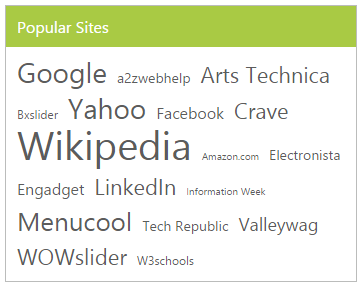 Popular Sites
Google a2zwebhelp Arts Technica
Bxslider Yahoo Facebook Crave
Wikipedia Amazon.com Electronista
Engadget LinkedIn Information Week
Menucool Tech Republic Valleywag
WOWslider W3schools